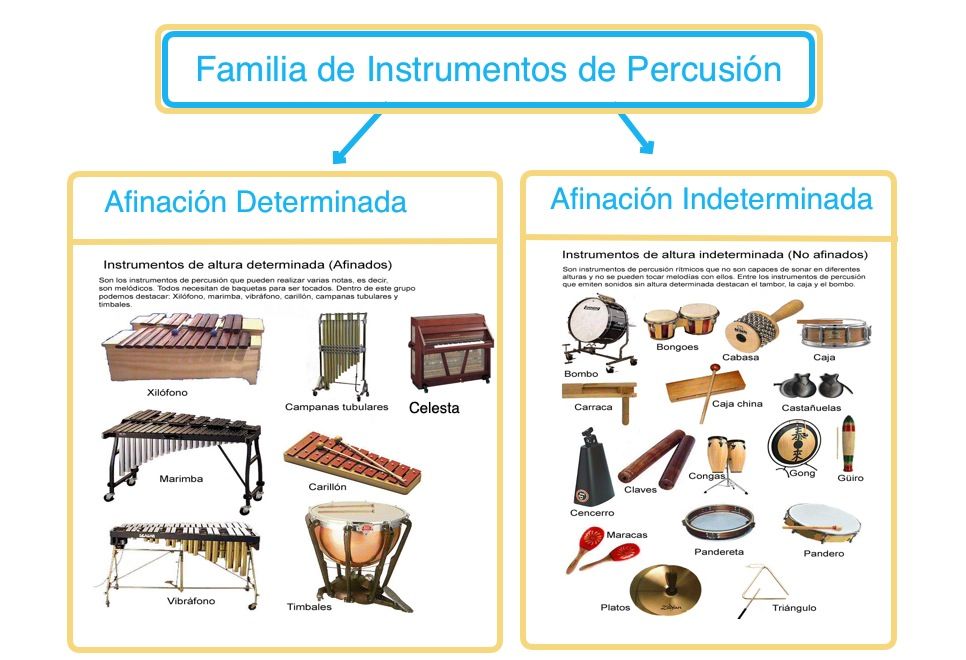 Familia de Instrumentos de Percusión
Afinación Determinada
Instrumentos de altura determinada (Afinados)
Son los instrumentos de percusión que pueden realizar varias notas, es decir,
son melódicos. Todos necesitan de baquetas para ser tocados. Dentro de este grupo
podemos destacar: Xilófono, marimba, vibráfono, carillón, campanas tubulares y
timbales.
Xilófono
Campanas tubulares
Celesta
Marimba
Carillón
Vibráfono
Timbales
Afinación Indeterminada
Instrumentos de altura indeterminada (No afinados)
Son instrumentos de percusión rítmicos que no son capaces de sonar en diferentes
alturas y no se pueden tocar melodías con ellos. Entre los instrumentos de percusión
que emiten sonidos sin altura determinada destacan el tambor, la caja y el bombo.
Bombo
Bongoes
Cabasa
Caja
Carraca
Caja china
Castañuelas
Cencerro
Claves
Congas
Gong
Güiro
Maracas
Pandereta
Pandero
Platos
Triángulo